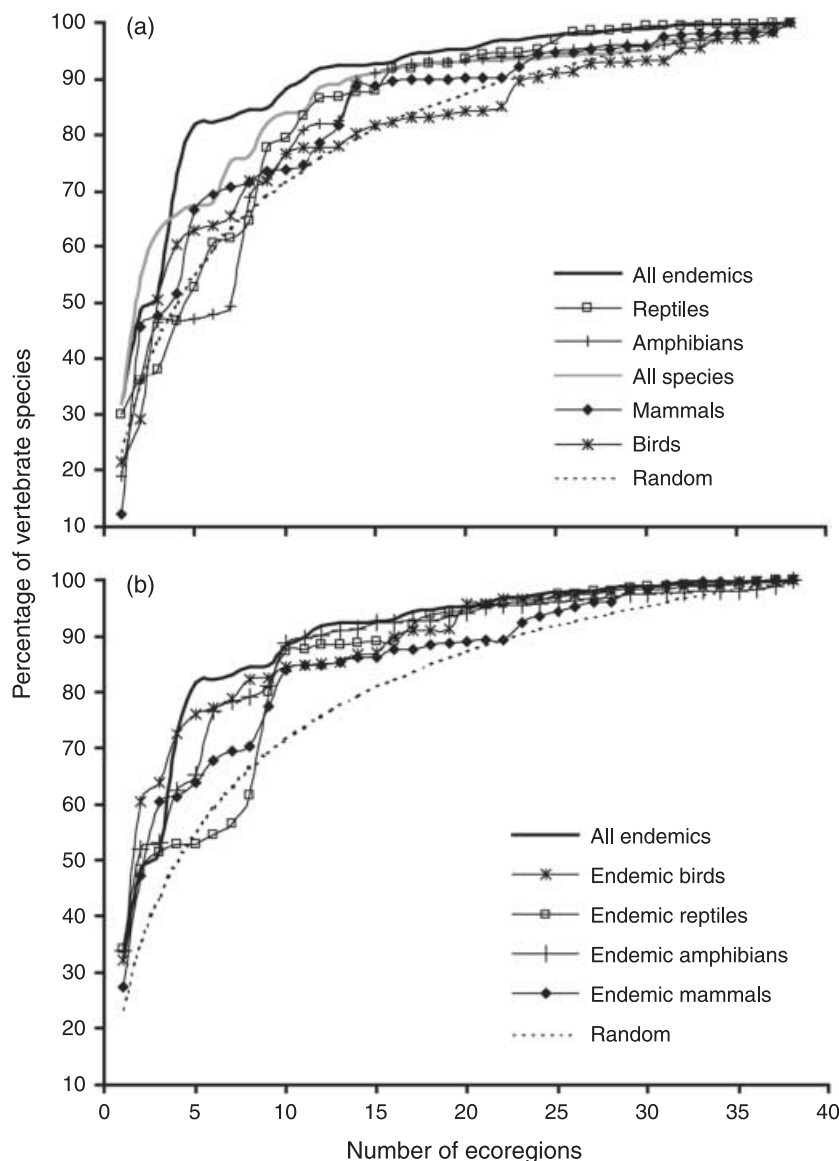 Percentage of vertebrate species
(a)
100
90
80
70
60
50
40
30
20
10
All endemics
Reptiles
Amphibians
All species
Mammals
Birds
Random
(b)
100
90
80
70
60
50
40
30
20
10
All endemics
Endemic birds
Endemic reptiles
Endemic amphibians
Endemic mammals
Random
0 5 10 15 20 25 30 35 40
Number of ecoregions